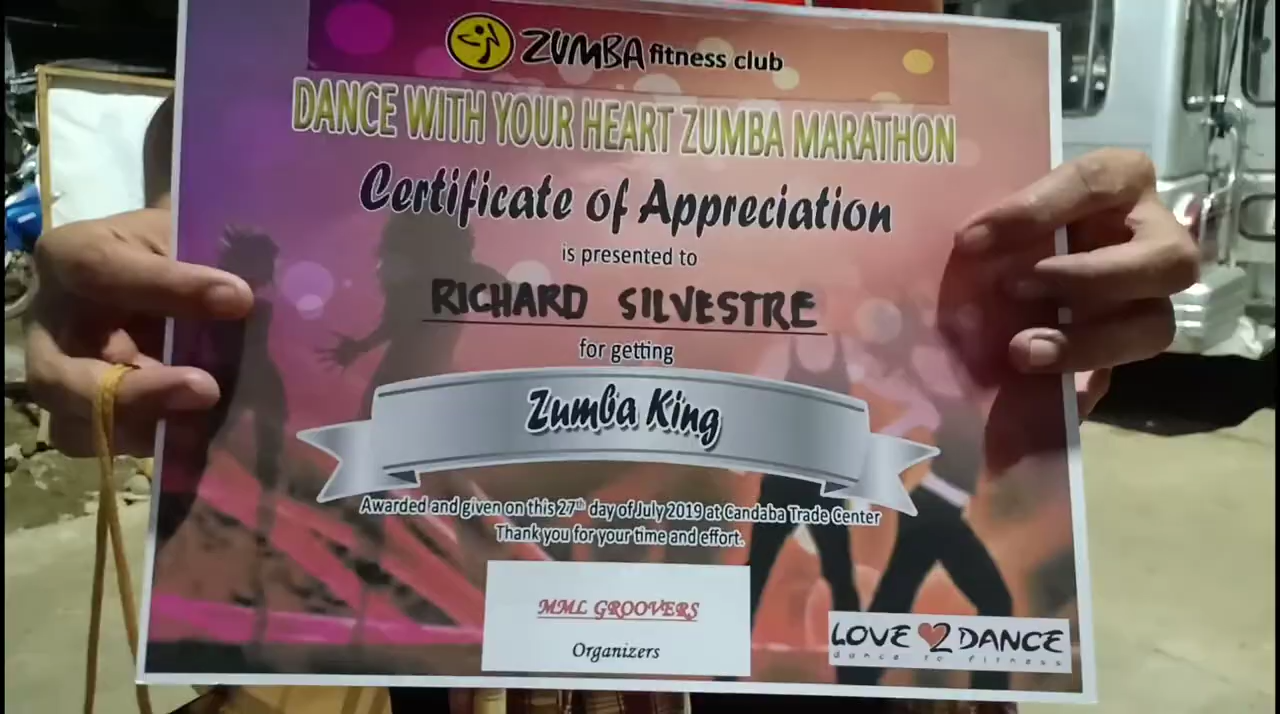 ZUMBA fitness club
DANCE WITH YOUR HEART ZUMBA MARATHON
Certificate of Appreciation
is presented to
RICHARD SILVESTRE
for getting
Zumba King
Awarded and given on this 27th day of July 2019 at Candaba Trade Center
Thank you for your time and effort.
MML GROOVERS
Organizers
LOVE 2 DANCE
dance to fitness